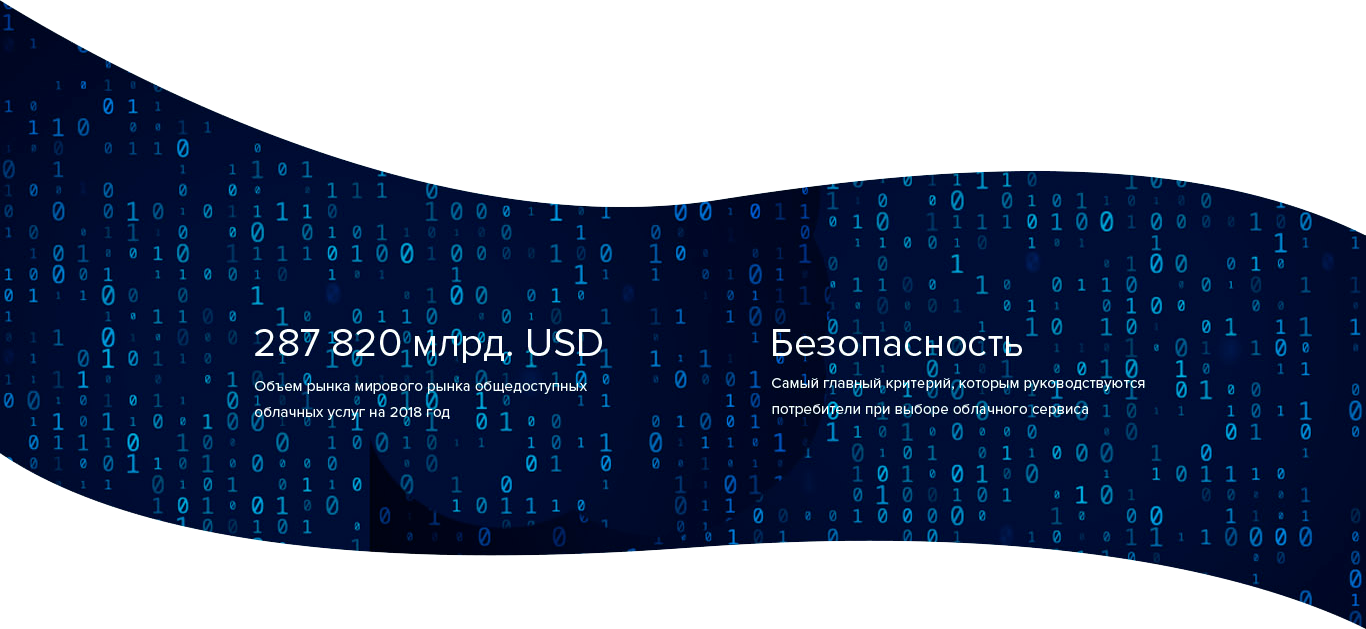 287 820 млрд. USD
Объем рынка мирового рынка общедоступных
облачных услуг на 2018 год
Безопасность
Самый главный критерий, которым руководствуются
потребители при выборе облачного сервиса